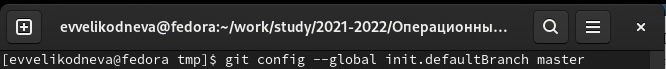 evvelikodneva@fedora:~/work/study/2021-2022/Операционны...
[evvelikodneva@fedora tmp]$ git config --global init.defaultBranch master